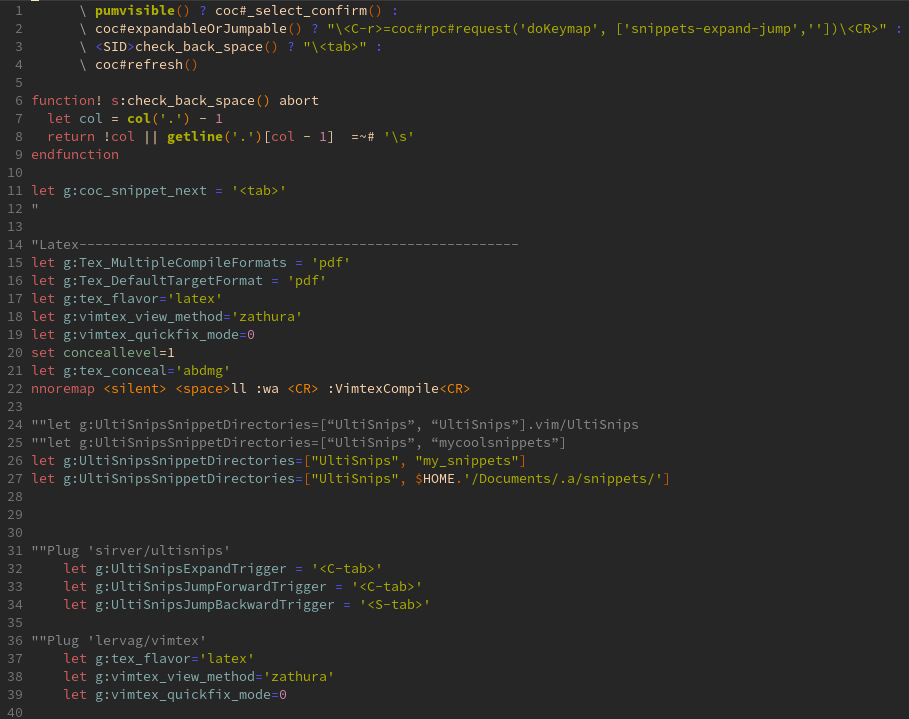 1 \ pumvisible() ? coc#_select_confirm() :
2 \ coc#expandableOrJumpable() ? "\<C-r>=coc#rpc#request('doKeymap', ['snippets-expand-jump',''])\<CR>" :
3 \ <SID>check_back_space() ? "\<tab>" :
4 \ coc#refresh()
5
6 function! s:check_back_space() abort
7 let col = col('.') - 1
8 return !col || getline('.')[col - 1]  =~# '\s'
9 endfunction
10
11 let g:coc_snippet_next = '<tab>'
12 "
13
14 "Latex-------------------------------------------------------
15 let g:Tex_MultipleCompileFormats = 'pdf'
16 let g:Tex_DefaultTargetFormat = 'pdf'
17 let g:tex_flavor='latex'
18 let g:vimtex_view_method='zathura'
19 let g:vimtex_quickfix_mode=0
20 set conceallevel=1
21 let g:tex_conceal='abdmg'
22 nnoremap <silent> <space>ll :wa <CR> :VimtexCompile<CR>
23
24 ""let g:UltiSnipsSnippetDirectories=[“UltiSnips”, “UltiSnips”].vim/UltiSnips
25 ""let g:UltiSnipsSnippetDirectories=[“UltiSnips”, “mycoolsnippets”]
26 let g:UltiSnipsSnippetDirectories=["UltiSnips", "my_snippets"]
27 let g:UltiSnipsSnippetDirectories=["UltiSnips", $HOME.'/Documents/.a/snippets/']
28
29
30
31 ""Plug 'sirver/ultisnips'
32 let g:UltiSnipsExpandTrigger = '<C-tab>'
33 let g:UltiSnipsJumpForwardTrigger = '<C-tab>'
34 let g:UltiSnipsJumpBackwardTrigger = '<S-tab>'
35
36 ""Plug 'lervag/vimtex'
37 let g:tex_flavor='latex'
38 let g:vimtex_view_method='zathura'
39 let g:vimtex_quickfix_mode=0
40